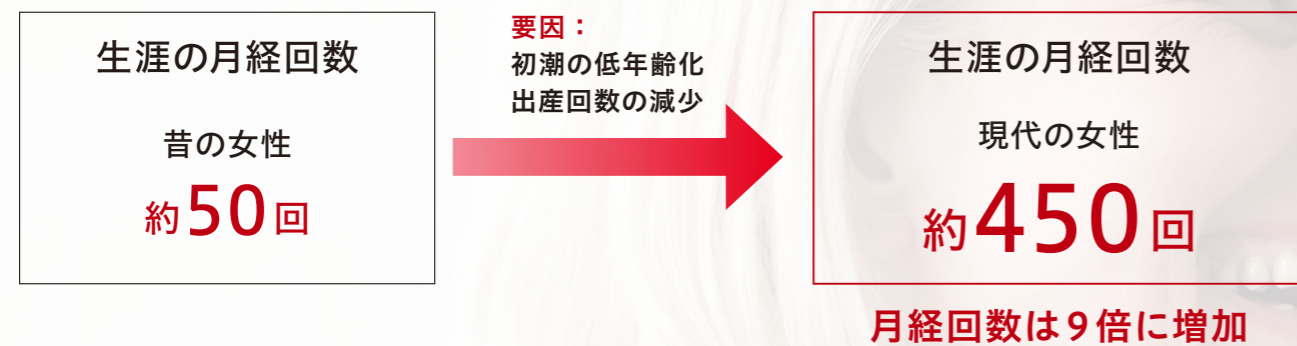 生涯の月経回数
昔の女性
約50回
要因：
初潮の低年齢化
出産回数の減少
生涯の月経回数
現代の女性
約450回
月経回数は9倍に増加